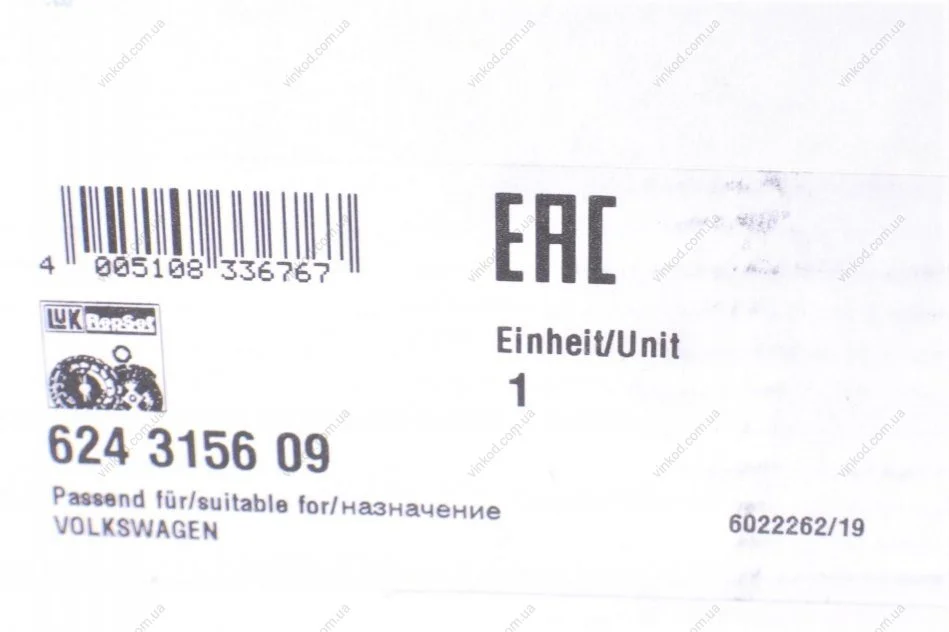 EAC
4 005108 336767
LUK RepSet
Einheit/Unit
1
624 3156 09
Passend für/suitable for/назначение
VOLKSWAGEN
6022262/19
vinkod.com.ua